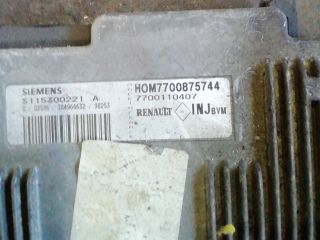 SIEMENS
S115300221 A
HOM7700875744
7700110407
RENAULT INJ BVM